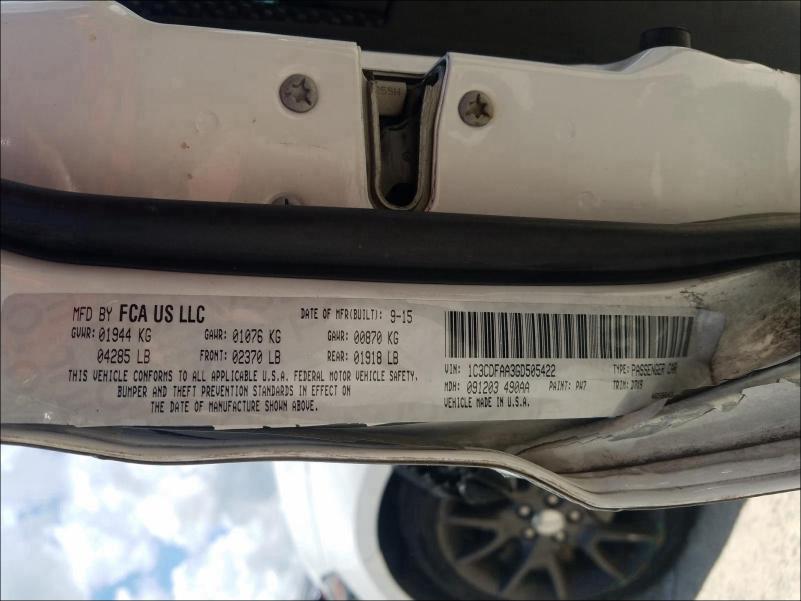 MFD BY FCA US LLC
DATE OF MFR(BUILT): 9-15
GVWR: 01944 KG
GAWR: 01076 KG
GAWR: 00870 KG
04285 LB
FRONT: 02370 LB
REAR: 01918 LB
THIS VEHICLE CONFORMS TO ALL APPLICABLE U.S.A. FEDERAL MOTOR VEHICLE SAFETY,
BUMPER AND THEFT PREVENTION STANDARDS IN EFFECT ON
THE DATE OF MANUFACTURE SHOWN ABOVE.
VIN: 1C3CDFAA3GD505422
TYPE: PASSENGER CAR
MDH: 091203 490AA
PAINT: PW7
TRIM:
VEHICLE MADE IN U.S.A.